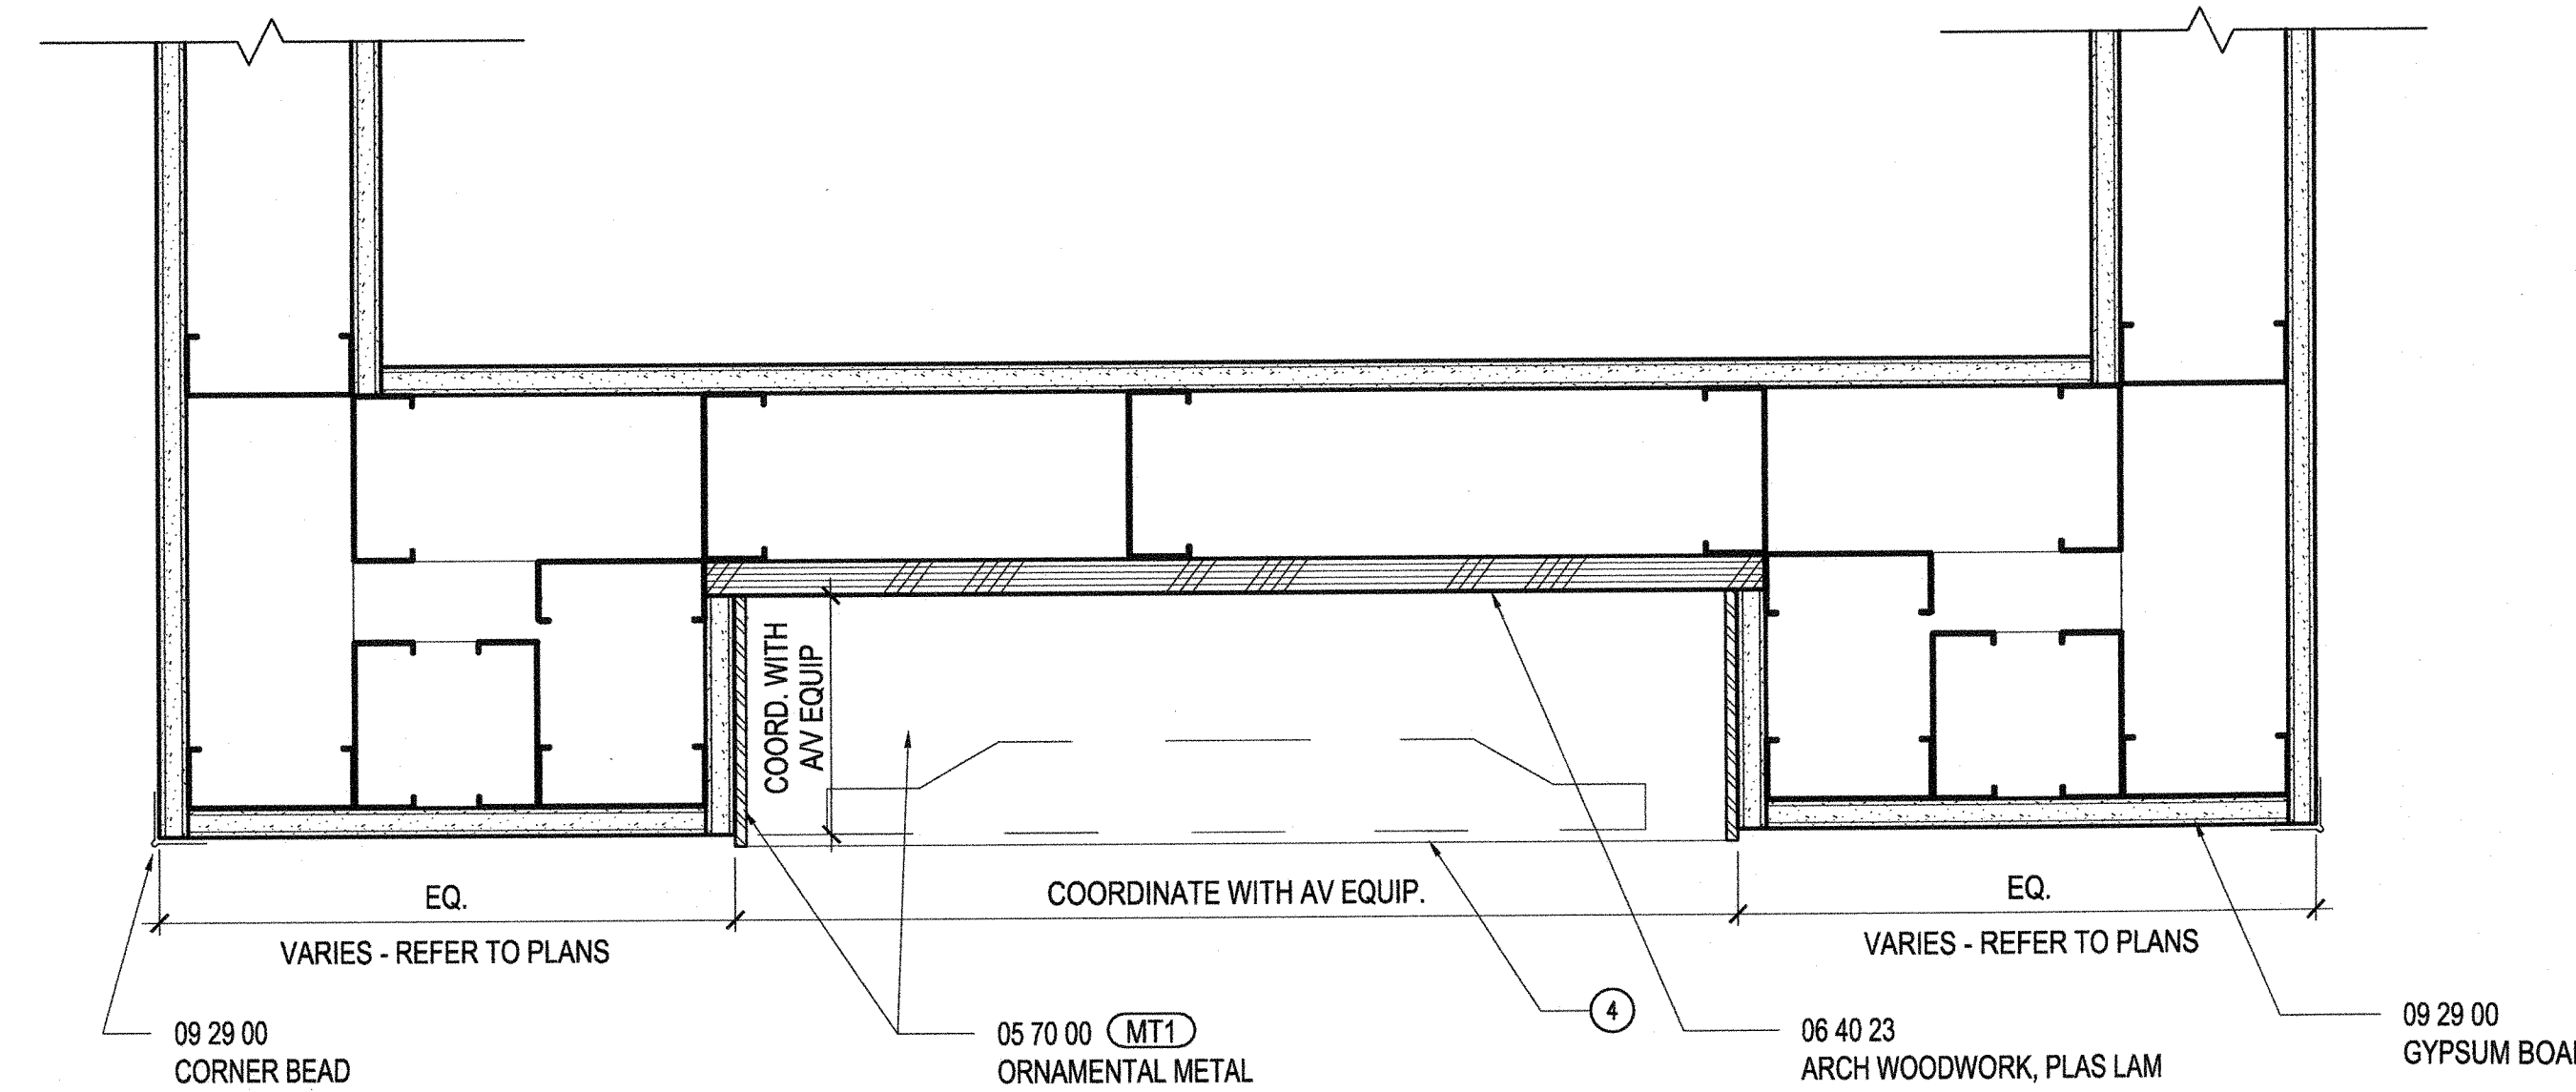 COORD. WITH
A/V EQUIP
EQ.
VARIES - REFER TO PLANS
COORDINATE WITH AV EQUIP.
EQ.
VARIES - REFER TO PLANS
09 29 00
CORNER BEAD
05 70 00 MT1
ORNAMENTAL METAL
4
06 40 23
ARCH WOODWORK, PLAS LAM
09 29 00
GYPSUM BOA